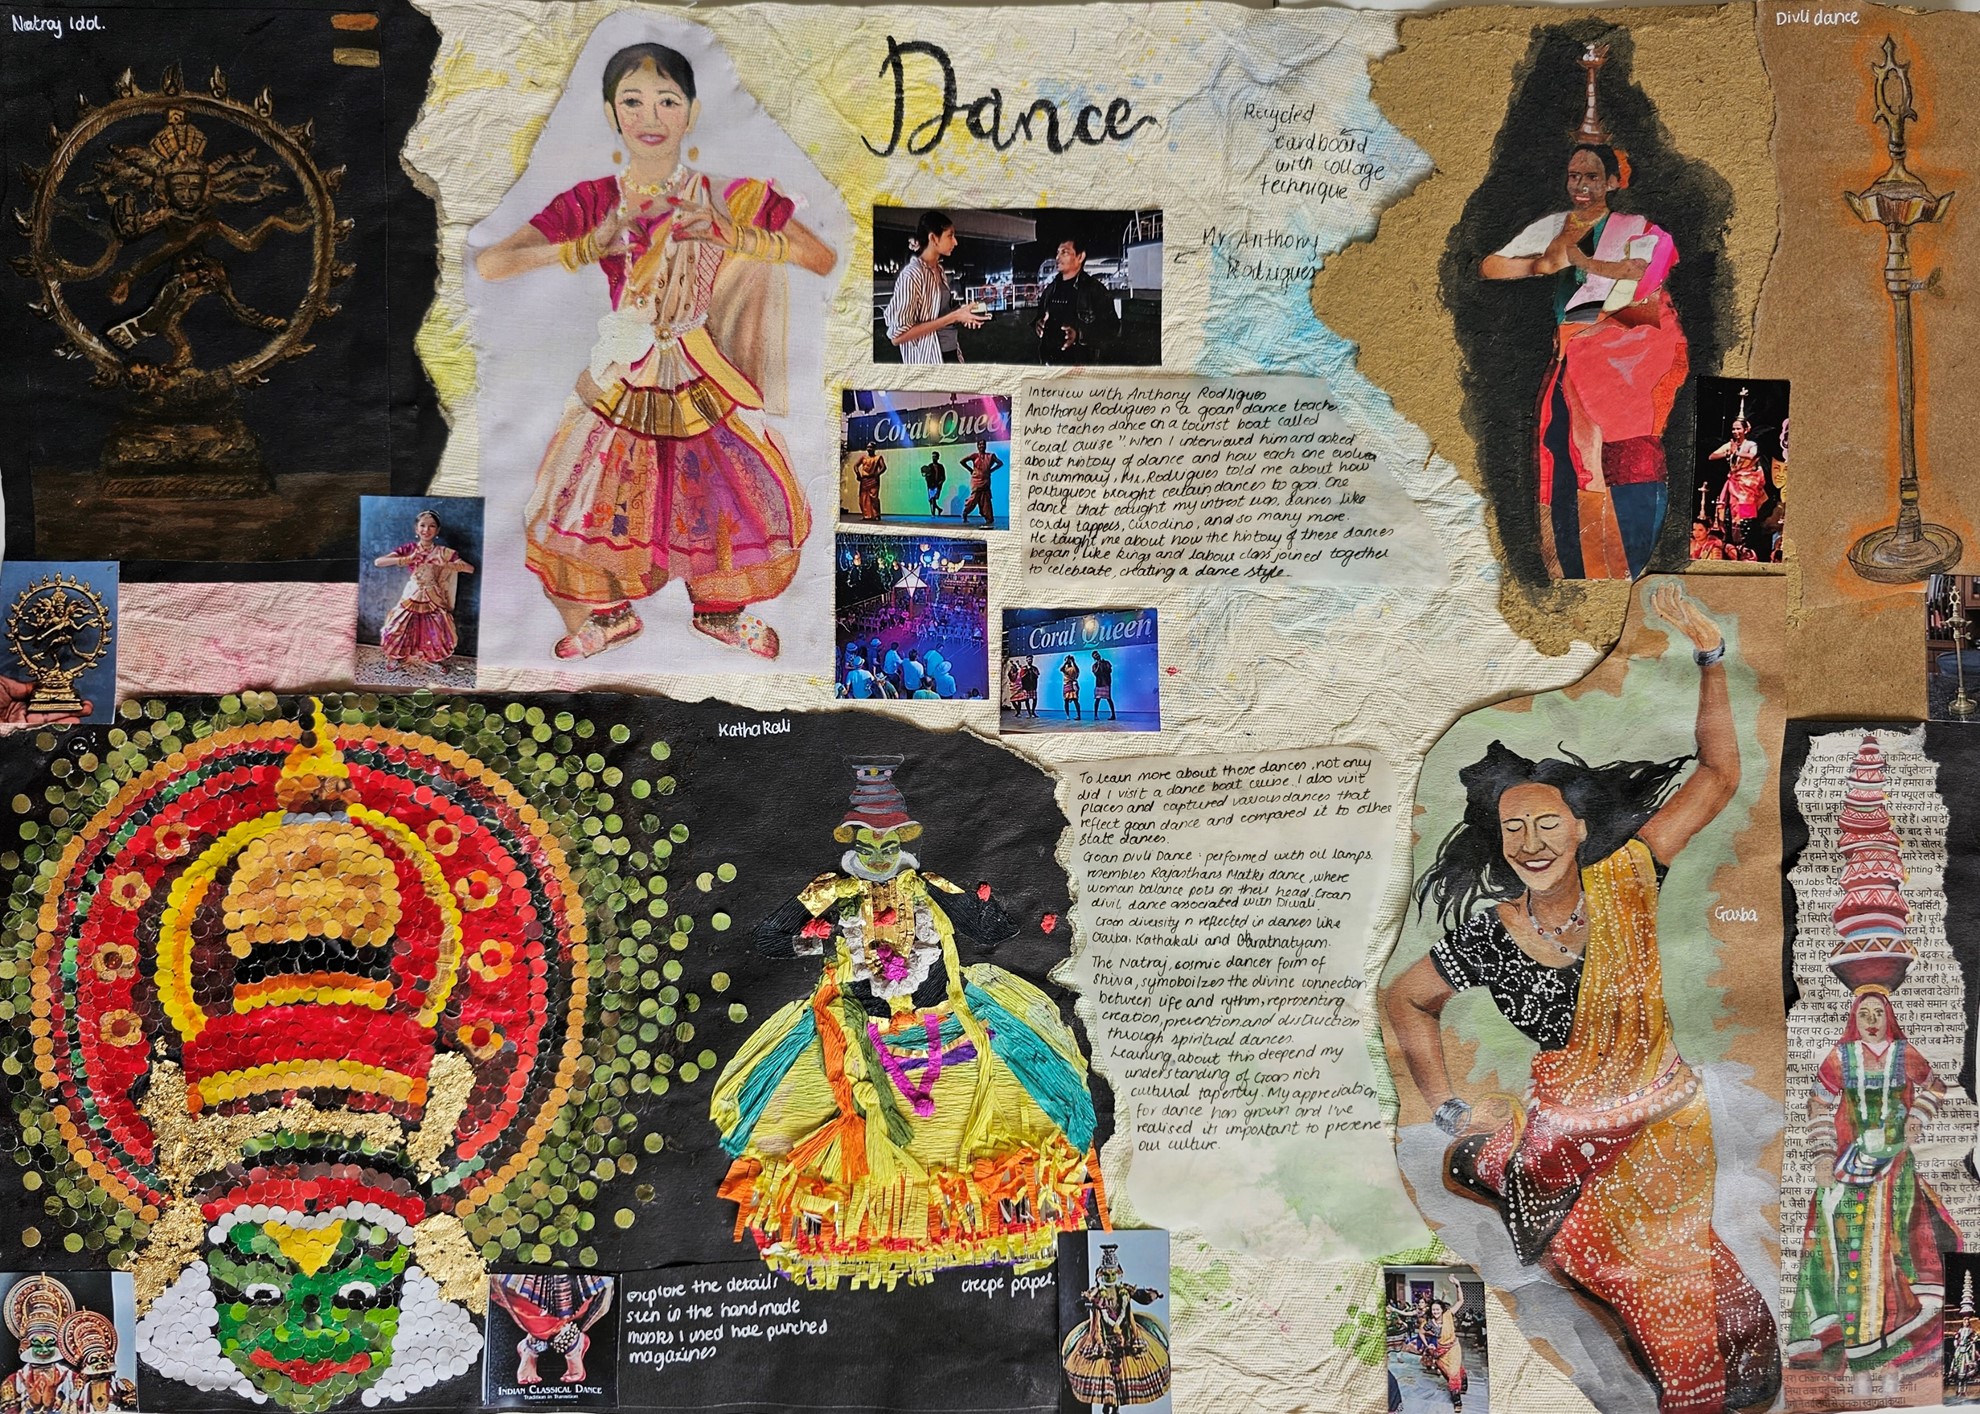 Natraj Idol.
Dance
Recycled
cardboard
with collage
technique
Mr Anthony
Rodrigues
Divli dance
Coral Queen
Interview with Anthony Rodrigues
Anothony Rodrigues n a goan dance teacher
who teaches dance on a tourist boat called
"Coral cruise" when I interviewed him and asked
about history of dance and how each one evolved
In summary, Mr. Rodrigues told me about how
portuguese brought certain dances to goa. One
dance that caught my intrest was dances like
cordy tappers, curodino, and so many more.
He taught me about how the history of these dances
began like kings and labour class joined together
to celebrate, creating a dance style.
Coral Queen
Kathakali
To learn more about these dances, not only
did I visit a dance boat cruise. I also visit
places and captured various dances that
reflect goan dance and compared it to other
state dances.
Goan Divli Dance: performed with oil lamps.
resembles Rajasthans Matki dance, where
woman balance pots on their head. Goan
divli, dance associated with Diwali.
Goan diversity n reflected in dances like
Garba. Kathakali and Bharatnatyam.
The Natraj, cosmic dancer form of
Shiva, symoboilzes the divine connection
between life and rythm, representing
creation, prevention and distruction
through spiritual dances.
Learning about this deepend my
understanding of Goan rich
cultural tapestry. My appreciation
for dance has grown and I've
realised its important to preserve
our culture.
Garba
explore the details
seen in the handmade
masks I used hole punched
magazines
creepe paper.
INDIAN CLASSICAL DANCE
Tradition in Transition